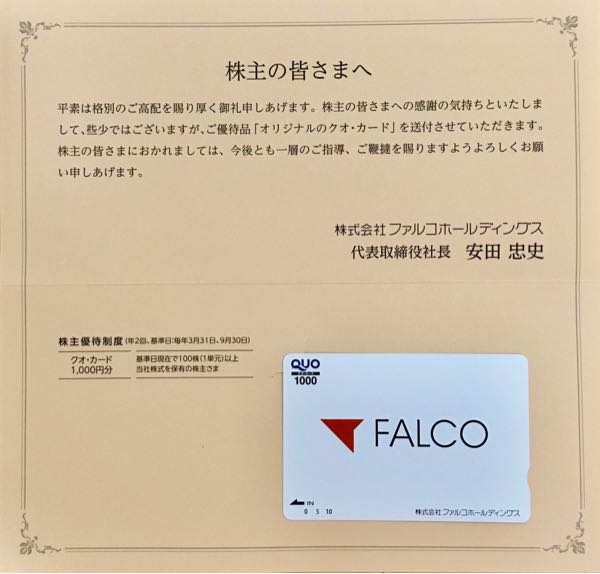 株主の皆さまへ
平素は格別のご高配を賜り厚く御礼申しあげます。株主の皆さまへの感謝の気持ちといたしま
して、些少ではございますが、ご優待品「オリジナルのクオ・カード」を送付させていただきます。
株主の皆さまにおかれましては、今後とも一層のご指導、ご鞭撻を賜りますようよろしくお願
い申しあげます。
株式会社ファルコホールディングス
代表取締役社長 安田 忠史
株主優待制度(年2回、基準日:毎年3月31日、9月30日)
クオ・カード
1,000円分
基準日現在で100株(1単元)以上
当社株式を保有の株主さま
QUO
クオ・カード
1000
FALCO
IN
0 5 10
株式会社ファルコホールディングス